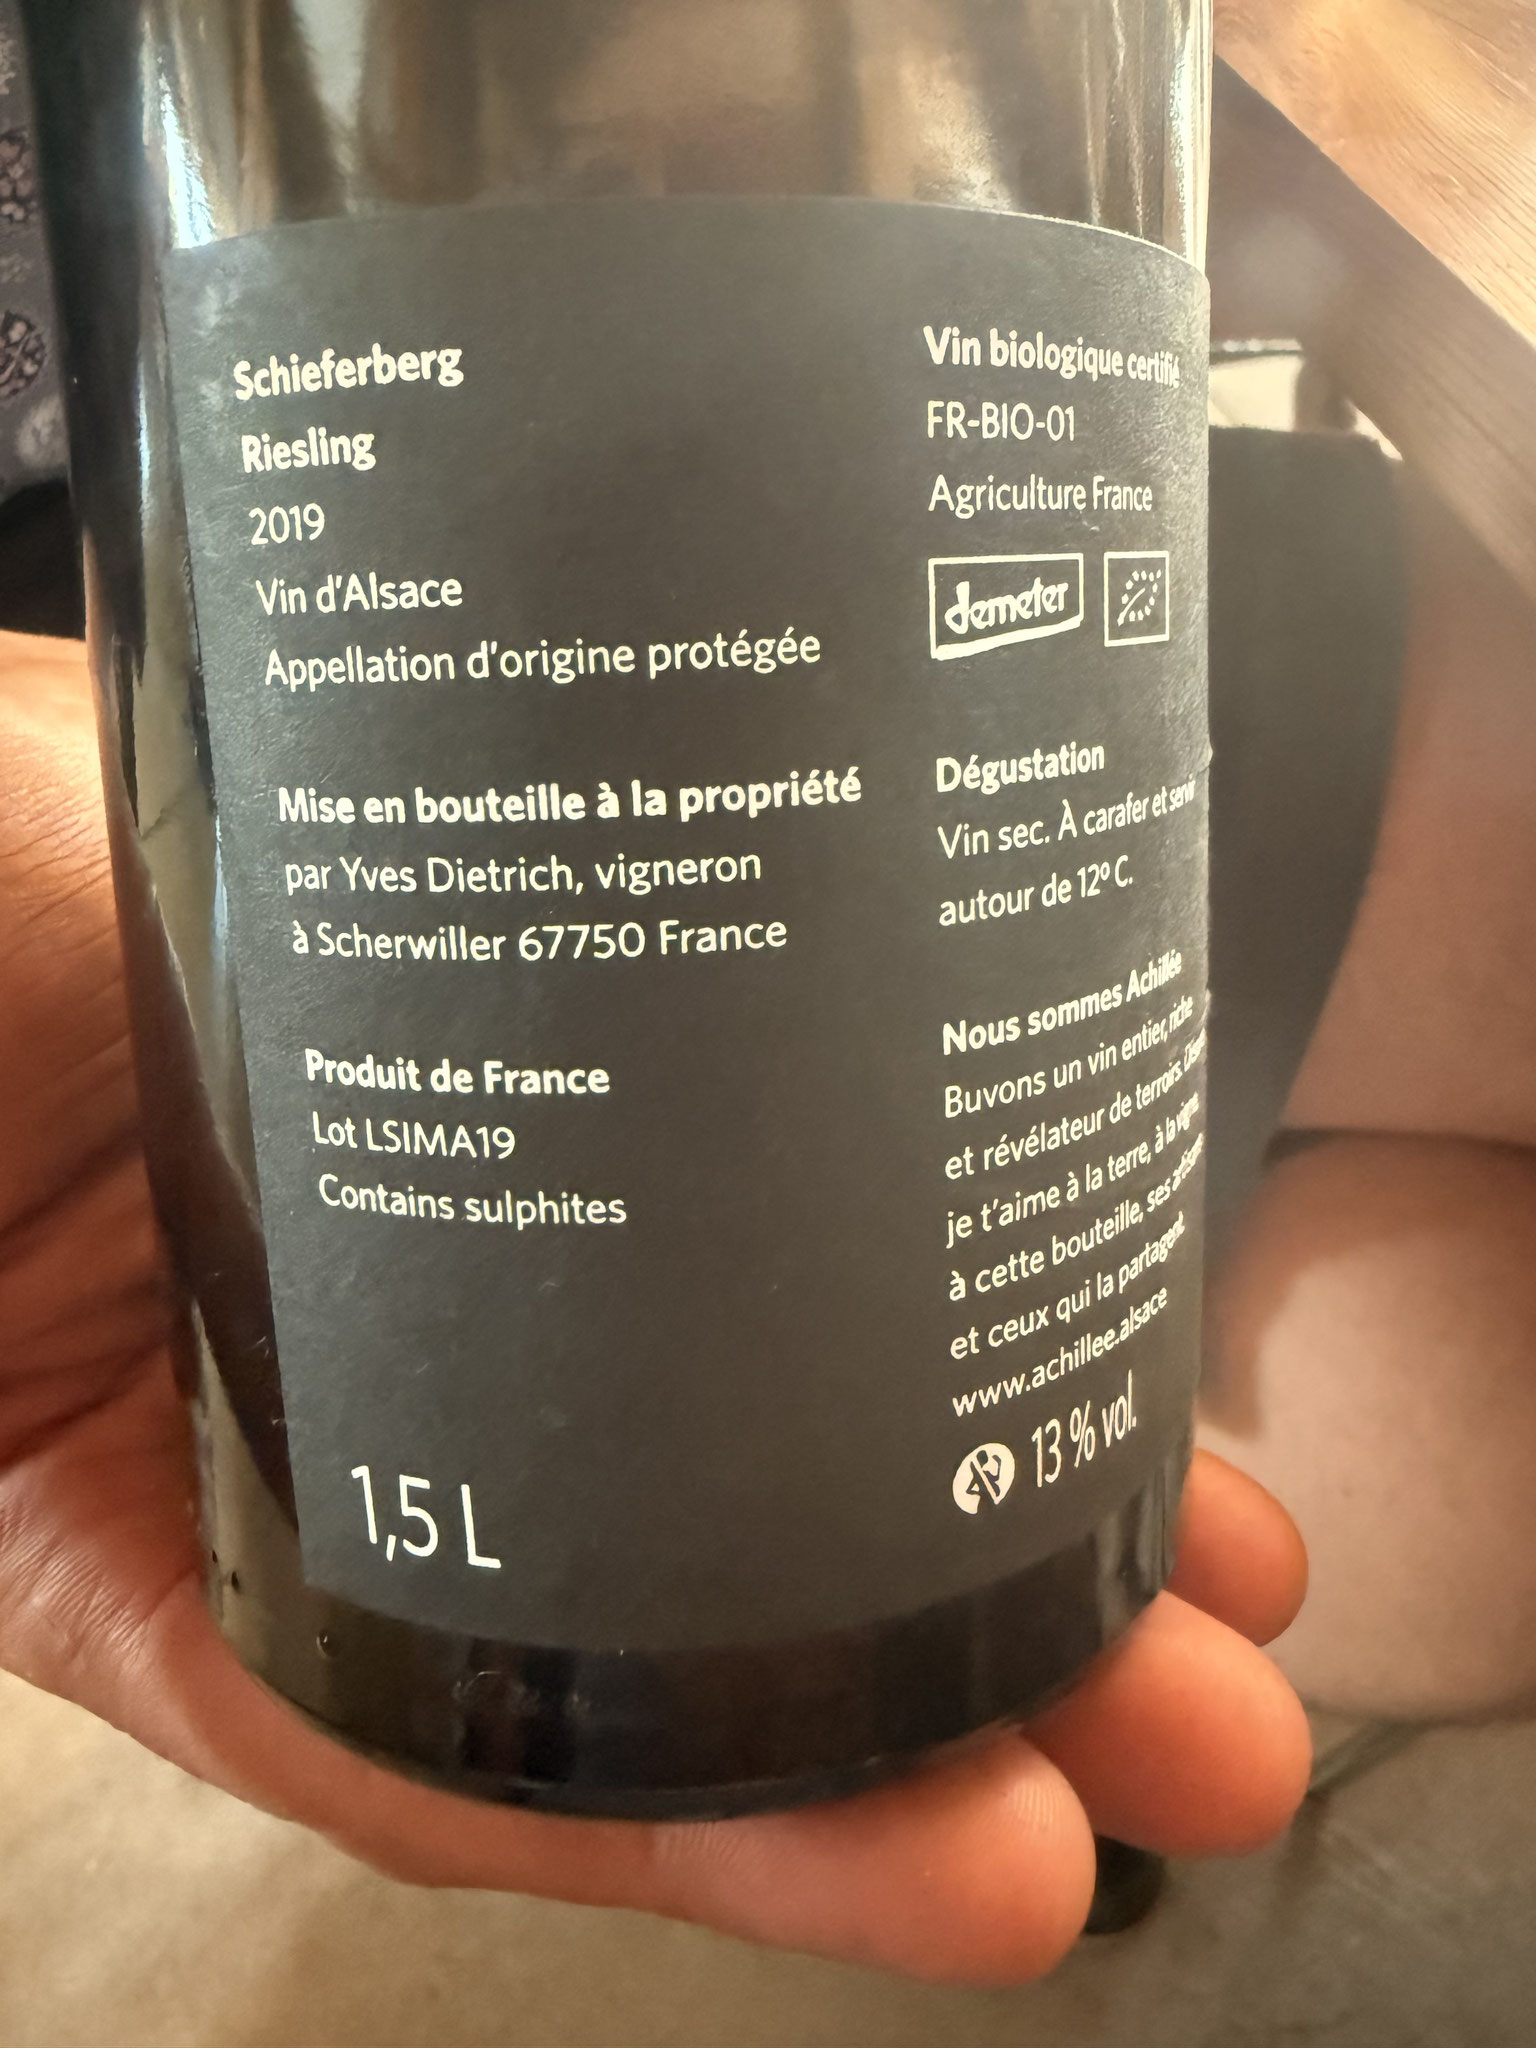 Schieferberg
Riesling
2019
Vin d'Alsace
Appellation d'origine protégée
Mise en bouteille à la propriété
par Yves Dietrich, vigneron
à Scherwiller 67750 France
Produit de France
Lot LSIMA19
Contains sulphites
1,5 L
Vin biologique certifié
FR-BIO-01
Agriculture France
demeter
Dégustation
Vin sec. À carafer et servir
autour de 12° C.
Nous sommes Achillée
Buvons un vin entier, riche
et révélateur de terroirs.
je t'aime à la terre, à la vigne
à cette bouteille, ses artisans
et ceux qui la partagent
www.achillee.alsace
13 % vol.